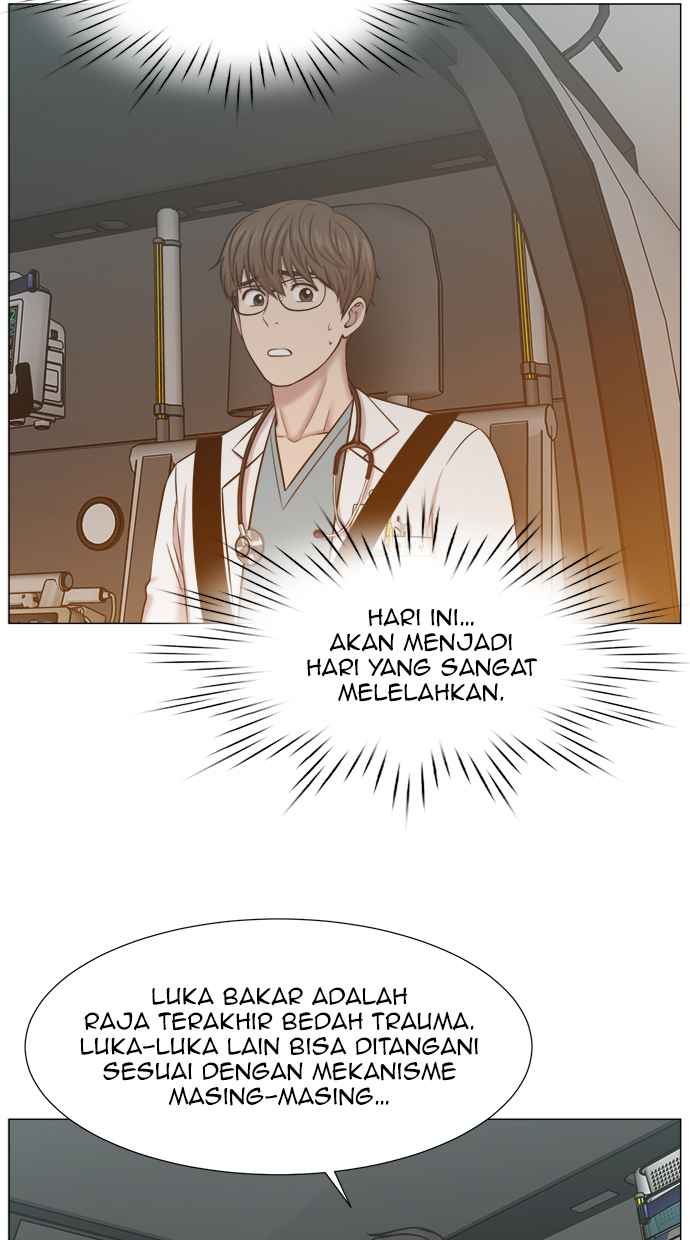 HARI INI...
AKAN MENJADI
HARI YANG SANGAT
MELELAHKAN.
LUKA BAKAR ADALAH
RAJA TERAKHIR BEDAH TRAUMA.
LUKA-LUKA LAIN BISA DITANGANI
SESUAI DENGAN MEKANISME
MASING-MASING...